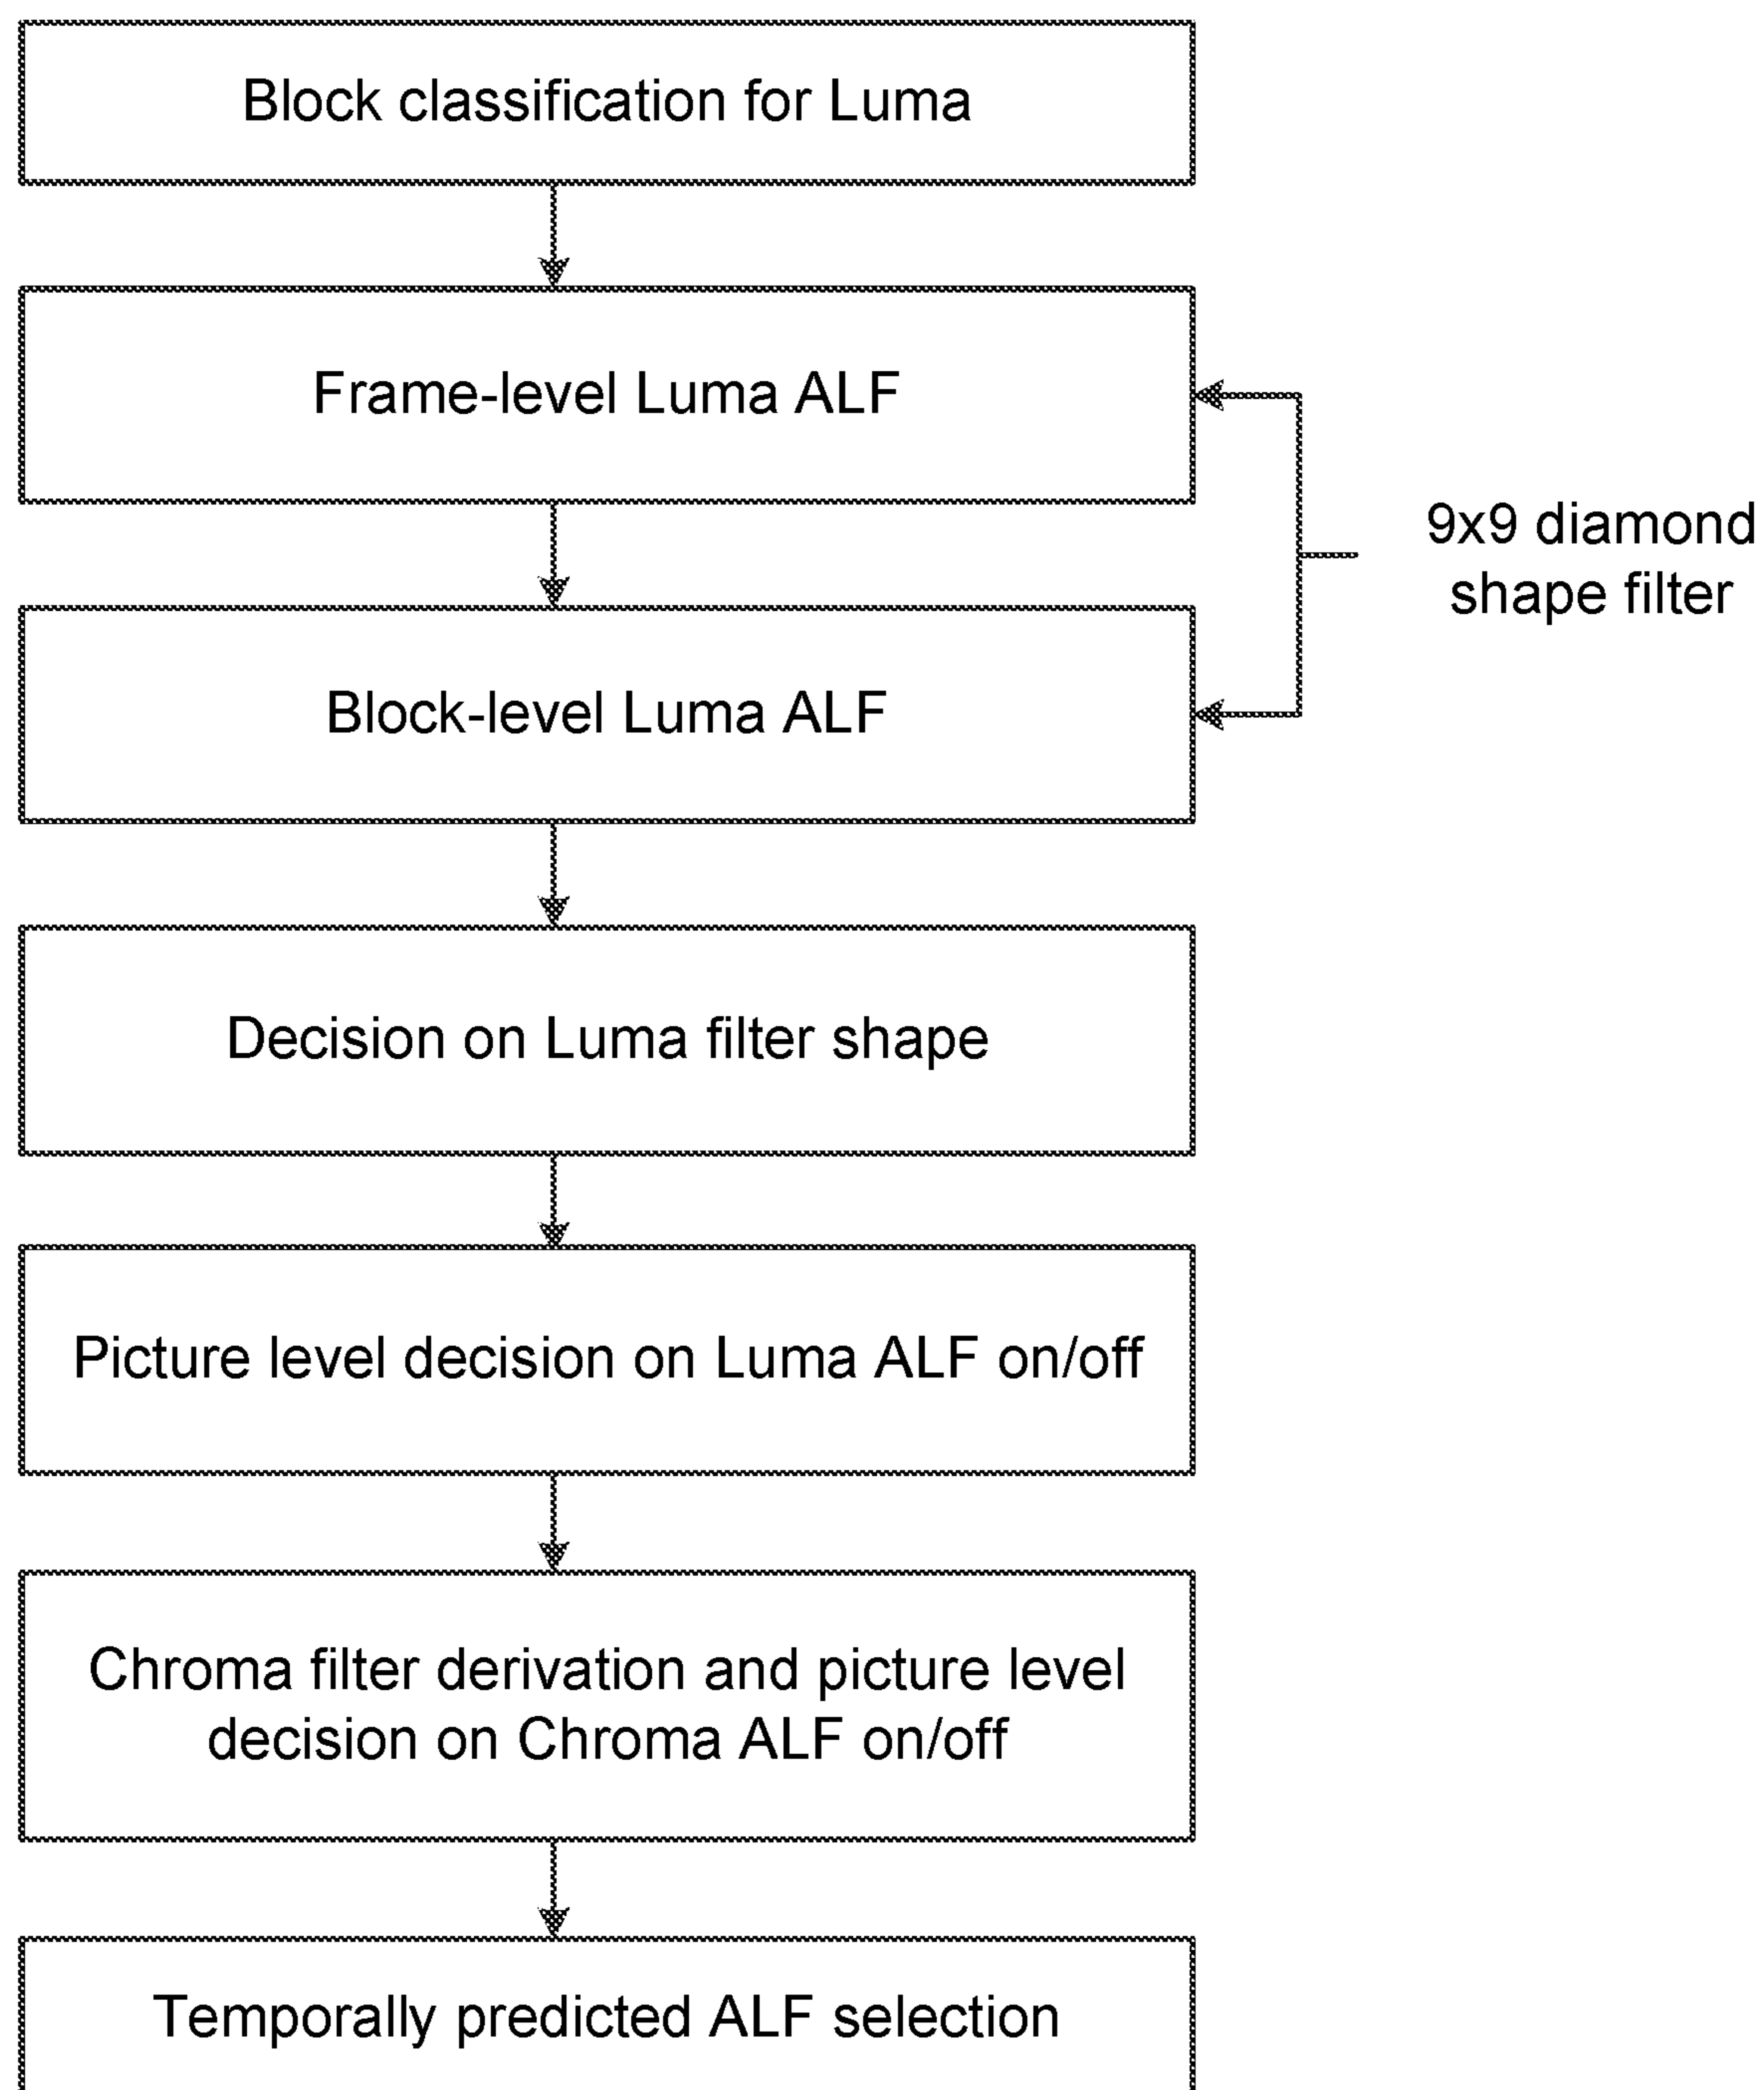 Block classification for Luma
Frame-level Luma ALF
9x9 diamond
shape filter
Block-level Luma ALF
Decision on Luma filter shape
Picture level decision on Luma ALF on/off
Chroma filter derivation and picture level
decision on Chroma ALF on/off
Temporally predicted ALF selection